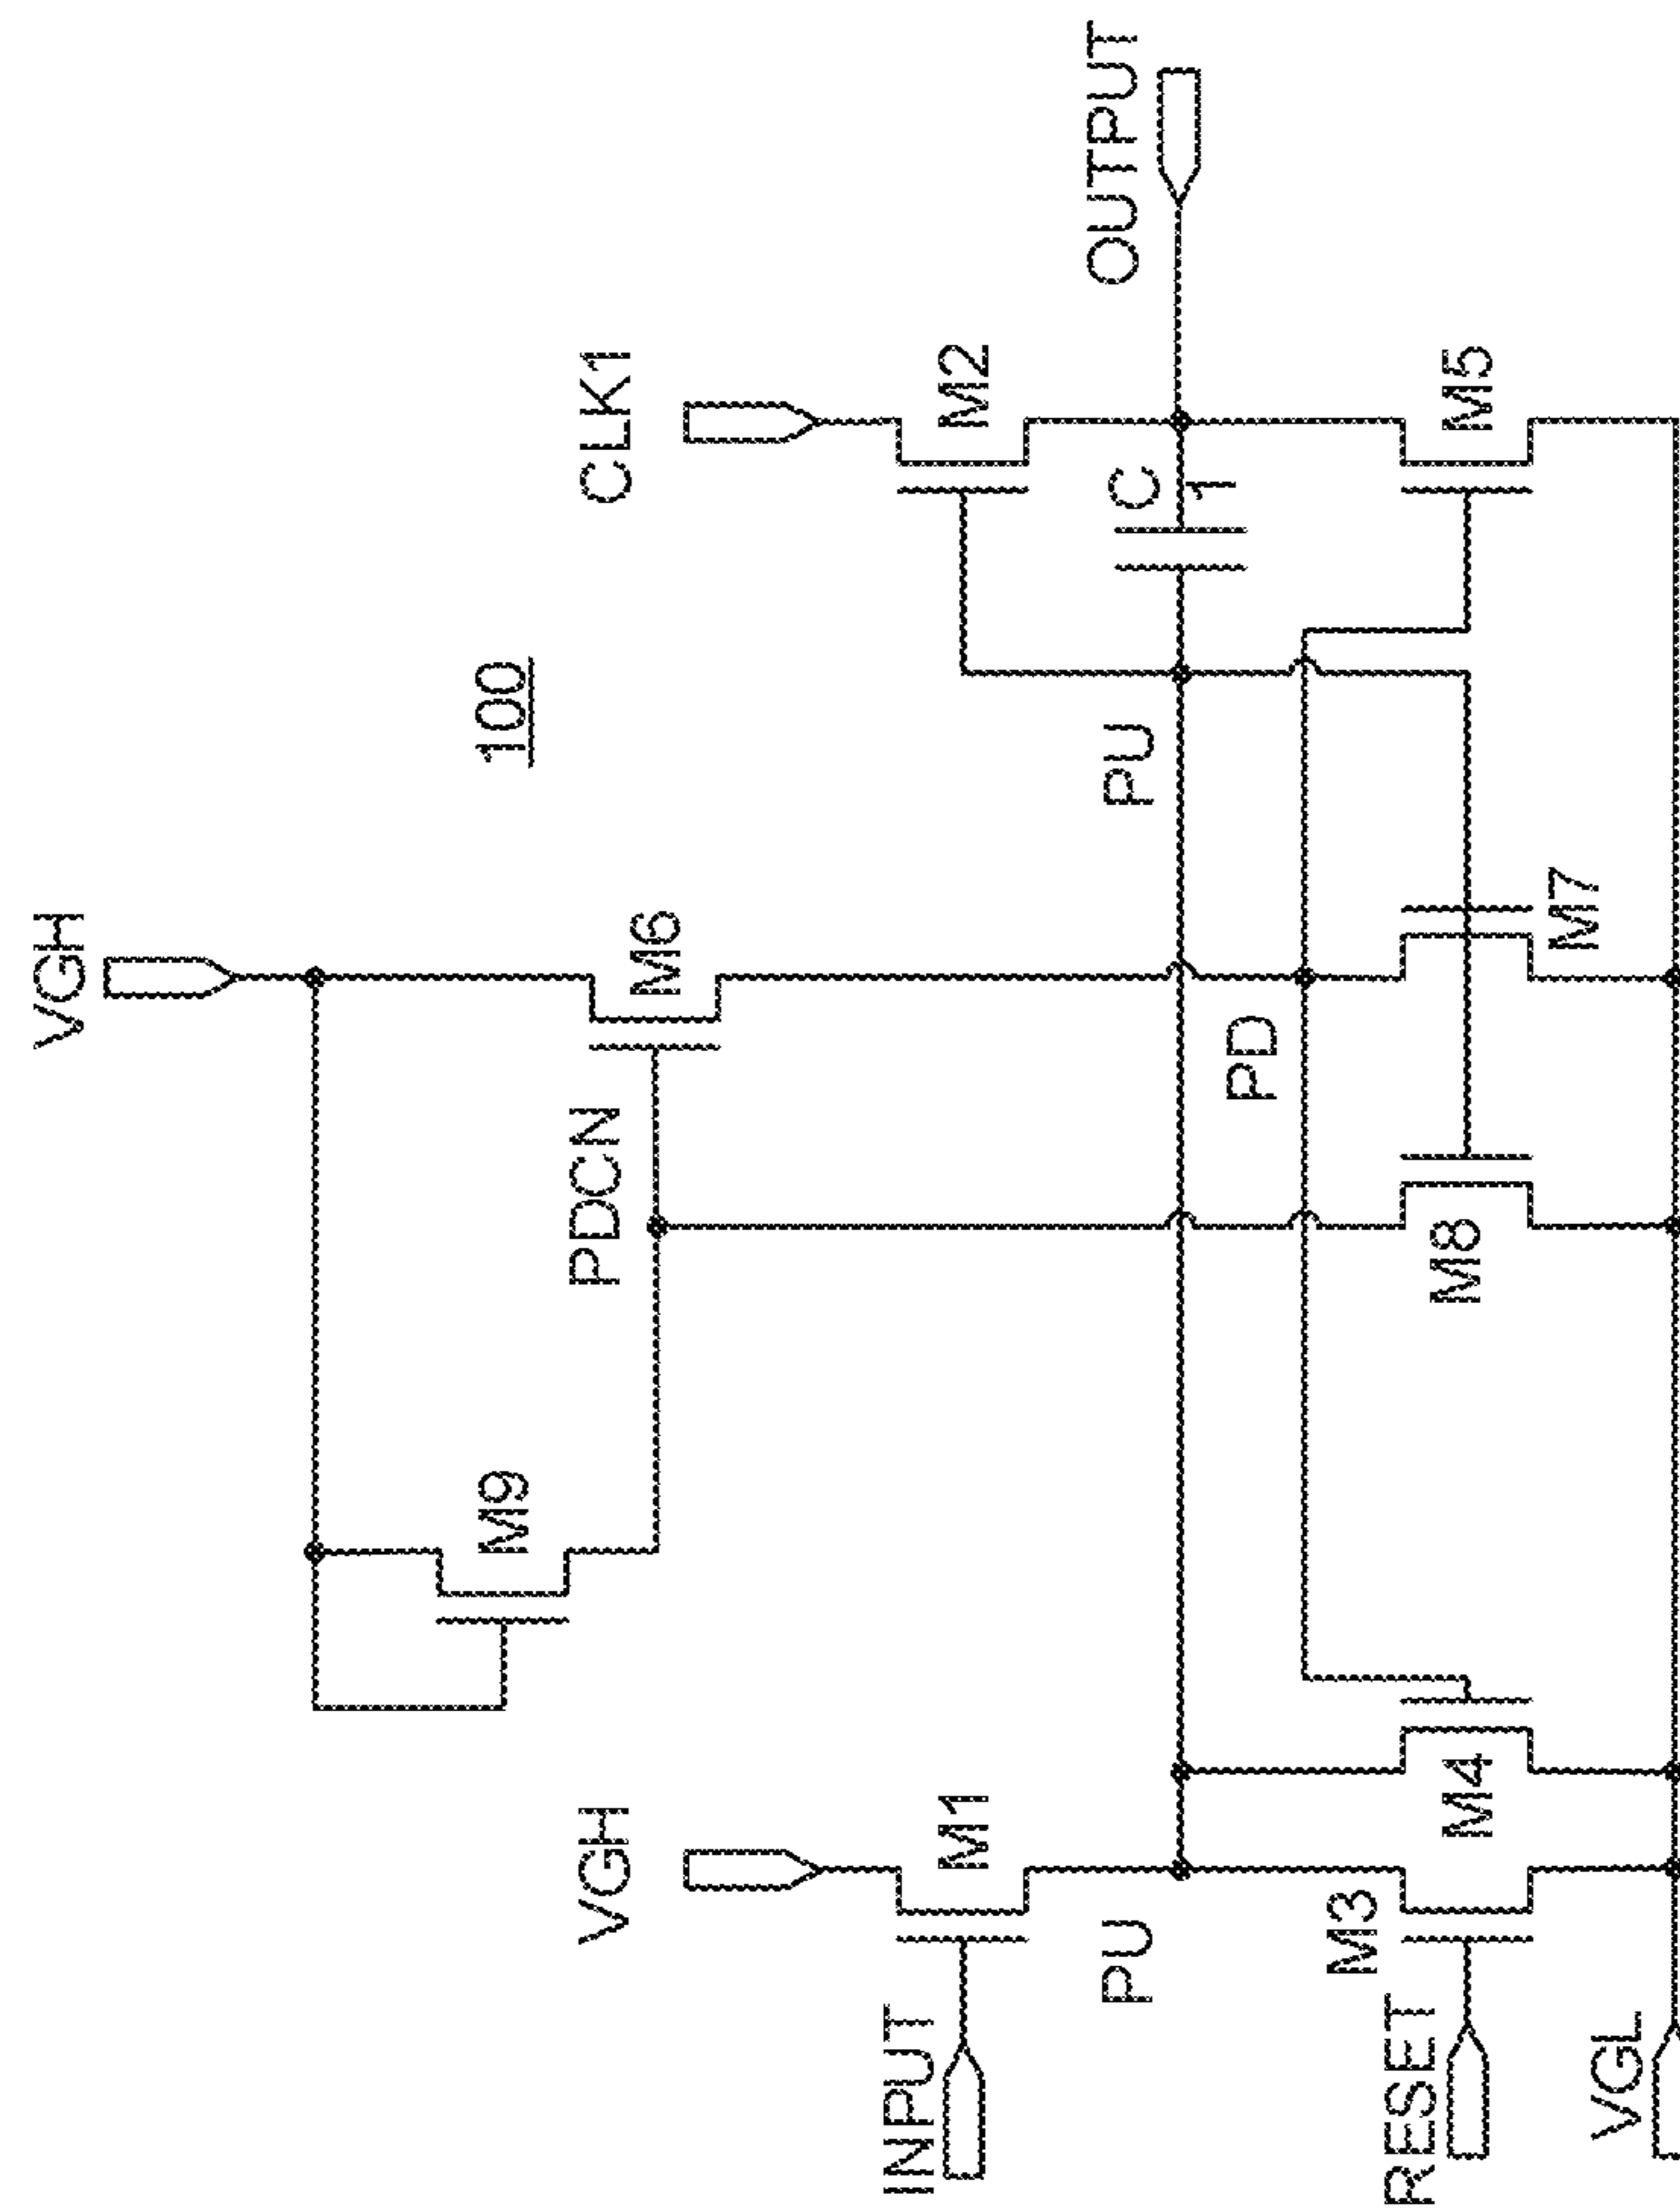 VGH
100
M9
PDCN
M6
VGH
CLK1
INPUT
M1
M2
PU
PU
C
1
OUTPUT
PD
RESET
M3
M4
M8
M7
M5
VGL